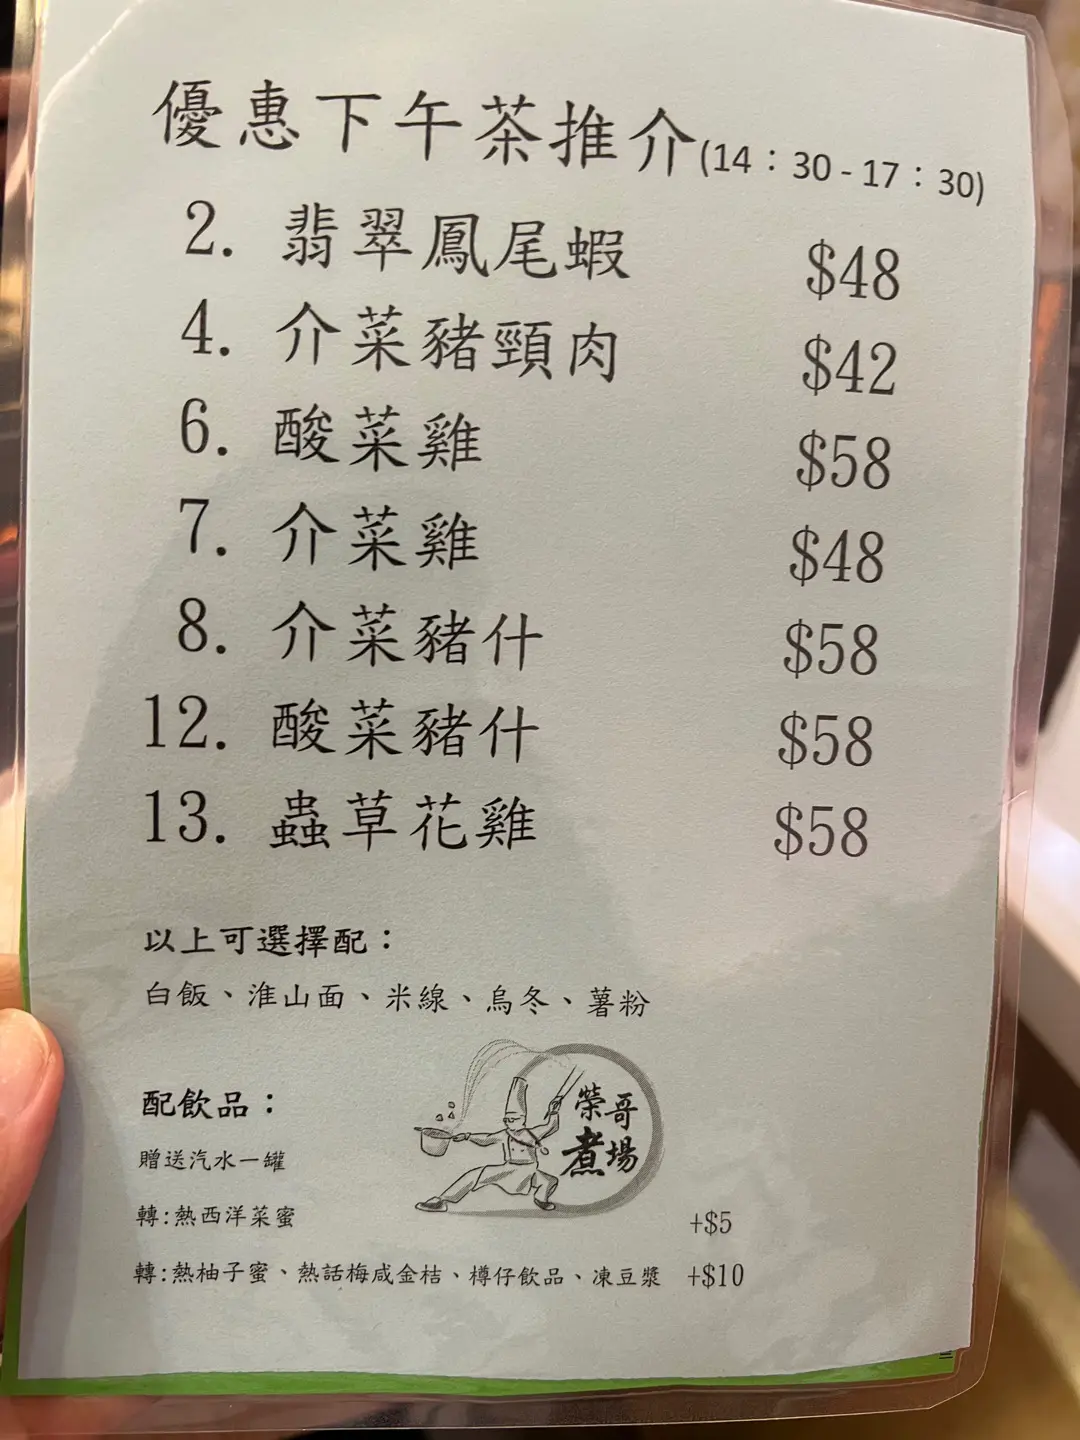 優惠下午茶推介(14：30-17：30)
2. 翡翠鳳尾蝦 $48
4. 介菜豬頸肉 $42
6. 酸菜雞 $58
7. 介菜雞 $48
8. 介菜豬什 $58
12. 酸菜豬什 $58
13. 蟲草花雞 $58
以上可選擇配：
白飯、淮山面、米線、烏冬、薯粉
配飲品：
贈送汽水一罐
轉:熱西洋菜蜜 +$5
轉:熱柚子蜜、熱話梅咸金桔、樽仔飲品、凍豆漿 +$10
榮哥
煮場